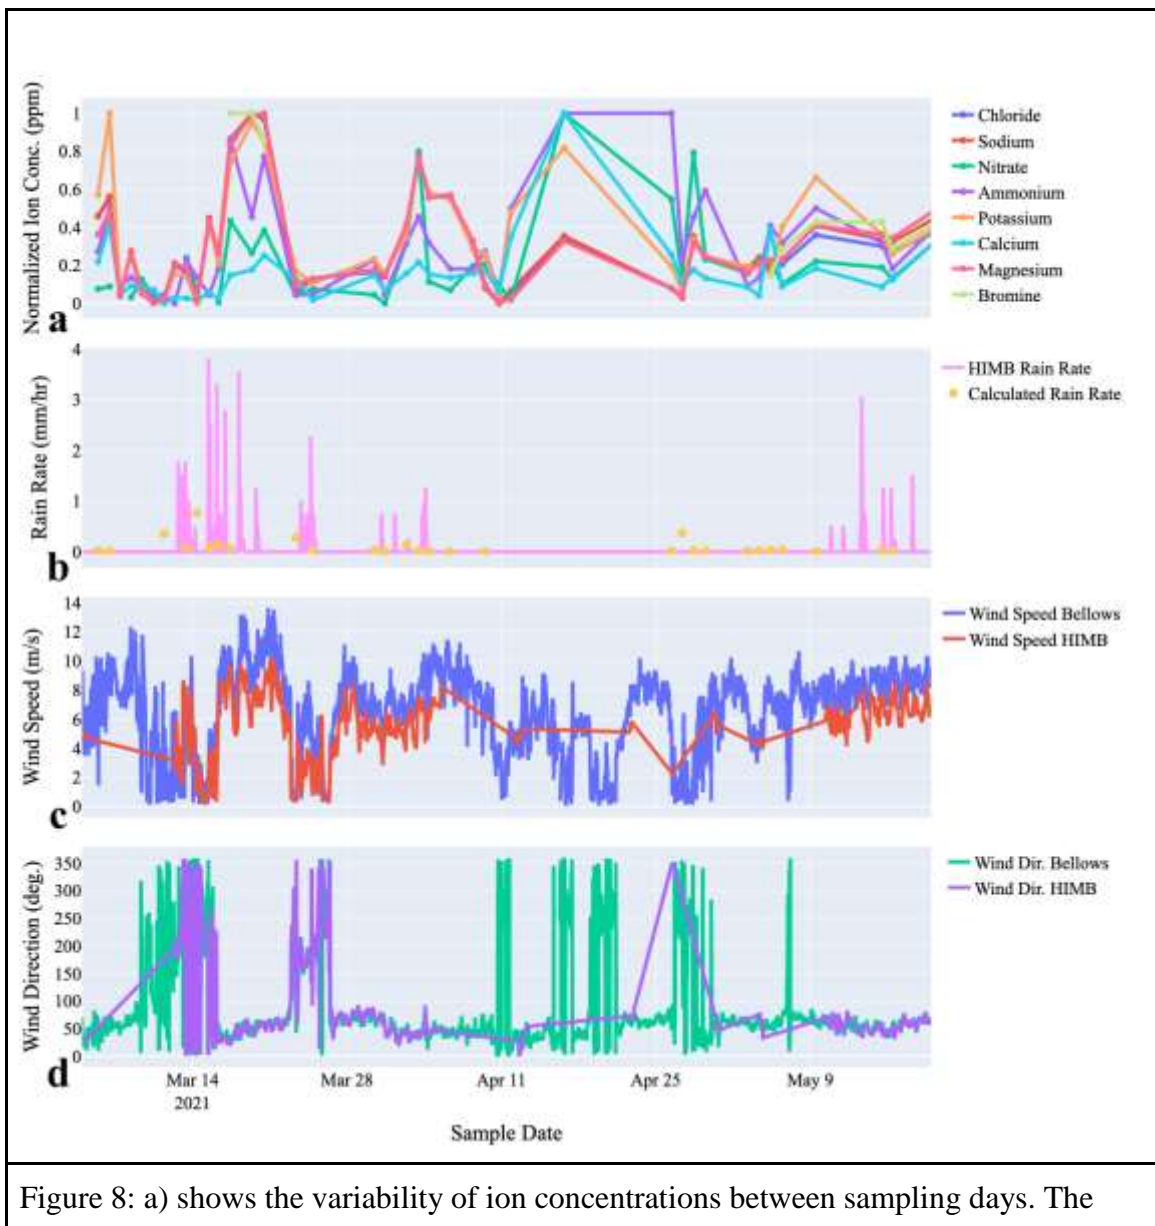 Normalized Ion Conc. (ppm)
1
0.8
0.6
0.4
0.2
0
a
Chloride
Sodium
Nitrate
Ammonium
Potassium
Calcium
Magnesium
Bromine
Rain Rate (mm/hr)
4
3
2
1
0
b
HIMB Rain Rate
Calculated Rain Rate
Wind Speed (m/s)
14
12
10
8
6
4
2
0
c
Wind Speed Bellows
Wind Speed HIMB
Wind Direction (deg.)
350
300
250
200
150
100
50
0
d
Wind Dir. Bellows
Wind Dir. HIMB
Mar 14 Mar 28 Apr 11 Apr 25 May 9
2021
Sample Date
Figure 8: a) shows the variability of ion concentrations between sampling days. The